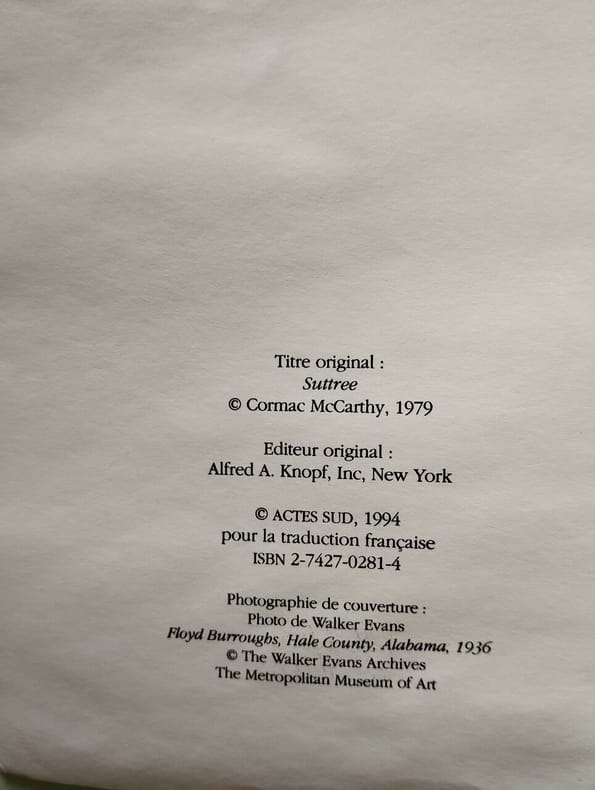 Titre original :
Suttree
© Cormac McCarthy, 1979
Editeur original :
Alfred A. Knopf, Inc, New York
© ACTES SUD, 1994
pour la traduction française
ISBN 2-7427-0281-4
Photographie de couverture :
Photo de Walker Evans
Floyd Burroughs, Hale County, Alabama, 1936
© The Walker Evans Archives
The Metropolitan Museum of Art